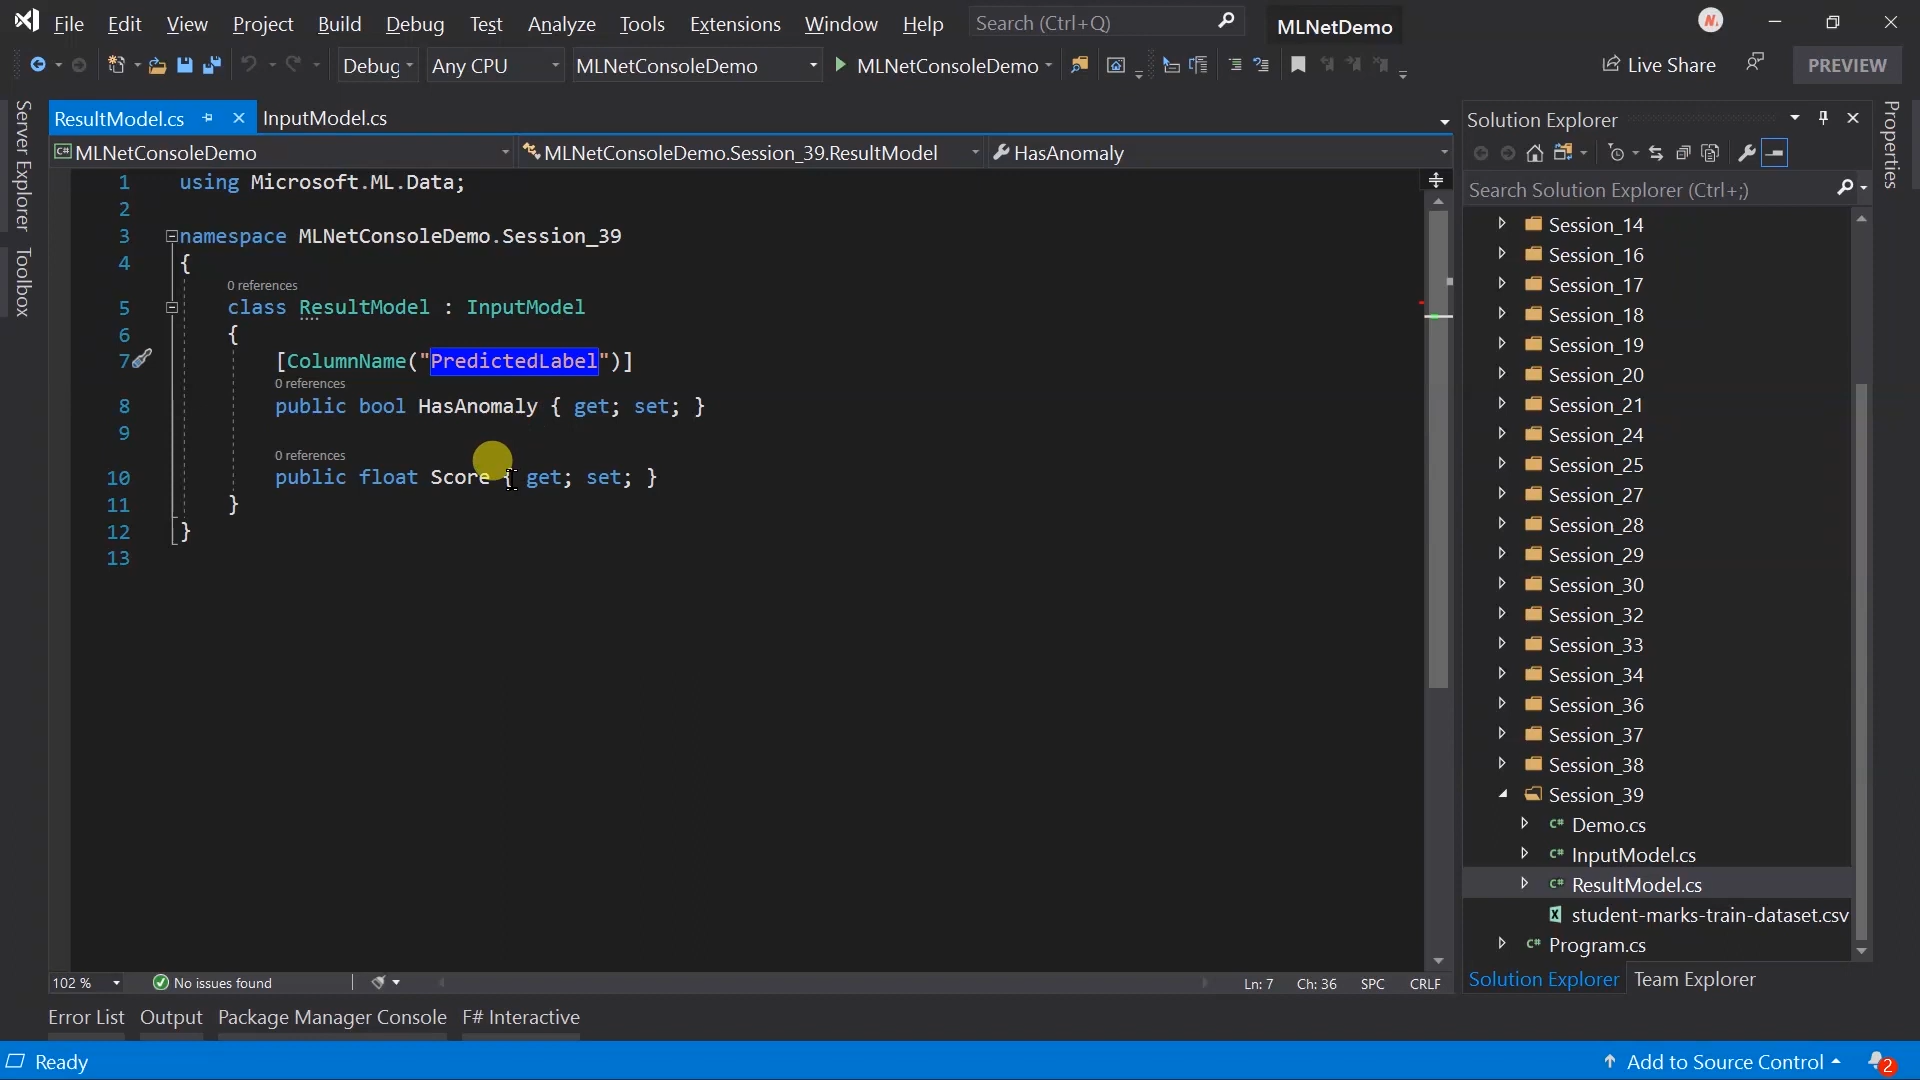 File Edit View Project Build Debug Test Analyze Tools Extensions Window Help Search (Ctrl+Q) MLNetDemo
Debug Any CPU MLNetConsoleDemo MLNetConsoleDemo Live Share PREVIEW
Server Explorer
Toolbox
ResultModel.cs InputModel.cs
MLNetConsoleDemo MLNetConsoleDemo.Session_39.ResultModel HasAnomaly
1 using Microsoft.ML.Data;
2
3 namespace MLNetConsoleDemo.Session_39
4 {
0 references
5 class ResultModel : InputModel
6 {
7 [ColumnName("PredictedLabel")]
0 references
8 public bool HasAnomaly { get; set; }
9
0 references
10 public float Score { get; set; }
11 }
12 }
13
102 % No issues found Ln: 7 Ch: 36 SPC CRLF
Error List Output Package Manager Console F# Interactive
Solution Explorer
Search Solution Explorer (Ctrl+;)
Session_14
Session_16
Session_17
Session_18
Session_19
Session_20
Session_21
Session_24
Session_25
Session_27
Session_28
Session_29
Session_30
Session_32
Session_33
Session_34
Session_36
Session_37
Session_38
Session_39
C# Demo.cs
C# InputModel.cs
C# ResultModel.cs
student-marks-train-dataset.csv
C# Program.cs
Solution Explorer Team Explorer
Properties
Ready Add to Source Control 2